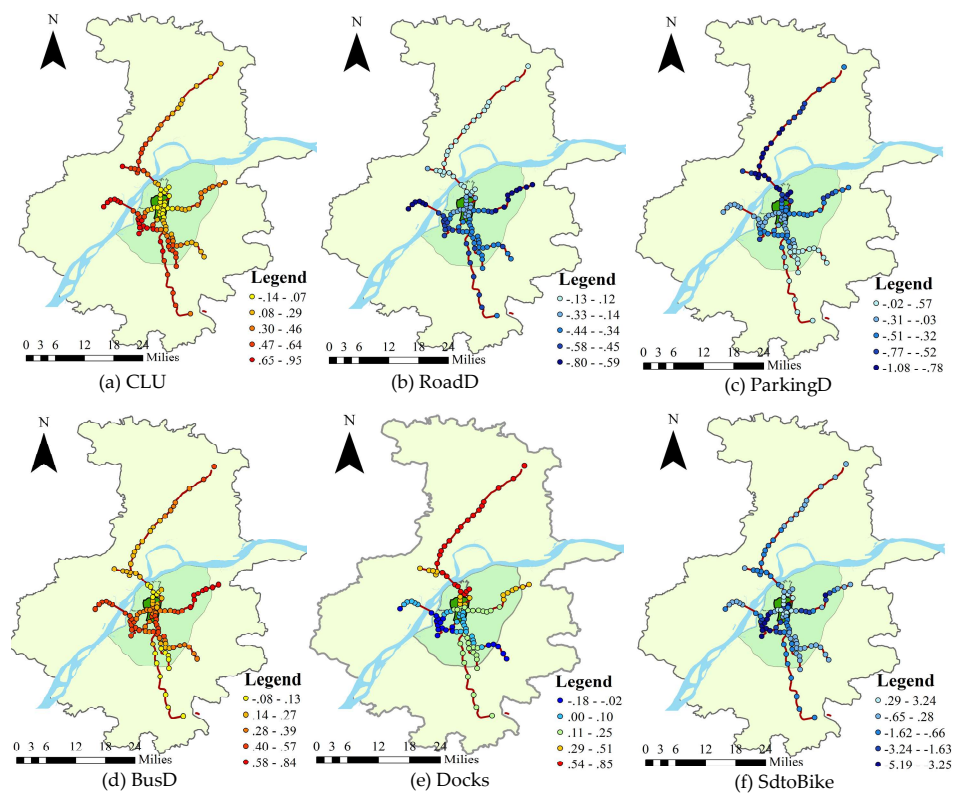 N
Legend
-.14 - .07
.08 - .29
.30 - .46
.47 - .64
.65 - .95
0 3 6 12 18 24
Milies
(a) CLU
N
Legend
-.13 - .12
-.33 - -.14
-.44 - -.34
-.58 - -.45
-.80 - -.59
0 3 6 12 18 24
Milies
(b) RoadD
N
Legend
-.02 - .57
-.31 - -.03
-.51 - -.32
-.77 - -.52
-1.08 - -.78
0 3 6 12 18 24
Milies
(c) ParkingD
N
Legend
-.08 - .13
.14 - .27
.28 - .39
.40 - .57
.58 - .84
0 3 6 12 18 24
Milies
(d) BusD
N
Legend
-.18 - -.02
.00 - .10
.11 - .25
.29 - .51
.54 - .85
0 3 6 12 18 24
Milies
(e) Docks
N
Legend
.29 - 3.24
-.65 - .28
-1.62 - -.66
-3.24 - -1.63
5.19 3.25
0 3 6 12 18 24
Milies
(f) SdtoBike